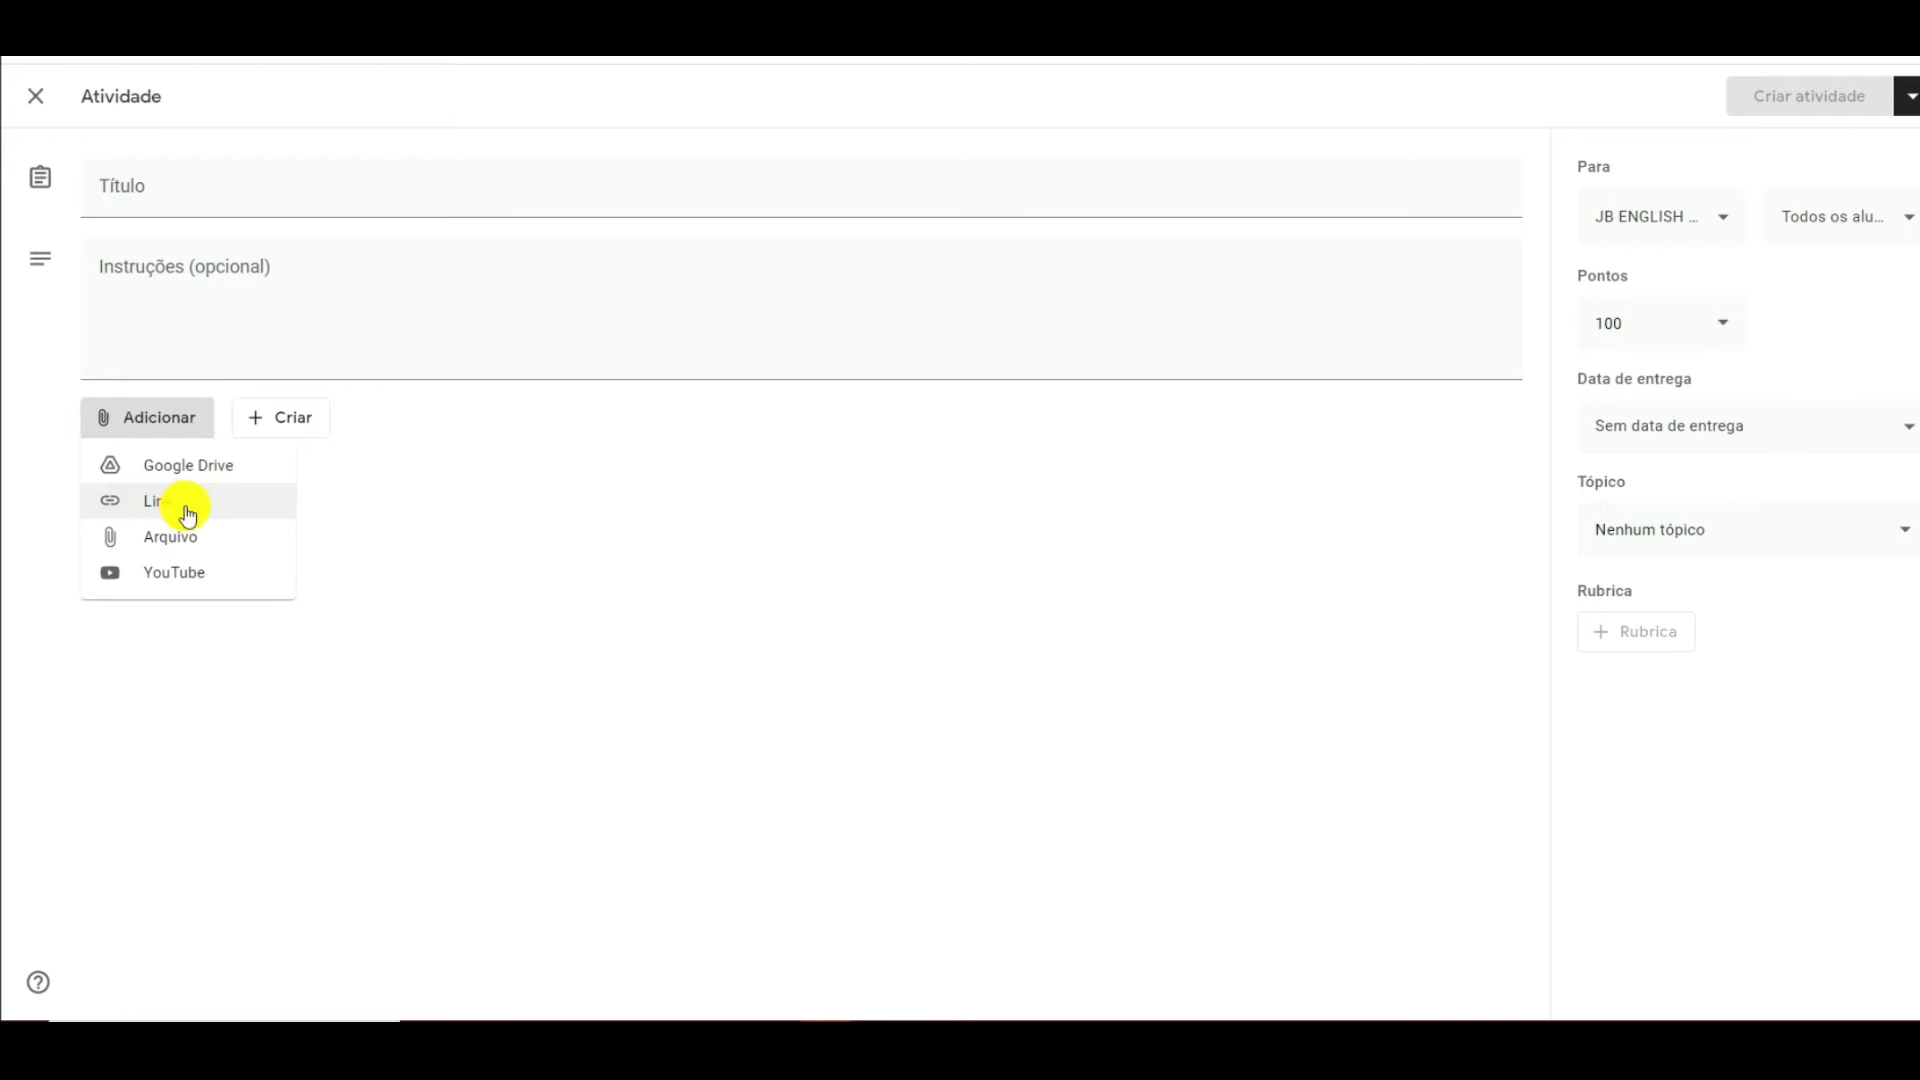 Atividade
Criar atividade
Título
Instruções (opcional)
Adicionar
Criar
Google Drive
Arquivo
YouTube
Para
JB ENGLISH ...
Todos os alu...
Pontos
100
Data de entrega
Sem data de entrega
Tópico
Nenhum tópico
Rubrica
Rubrica